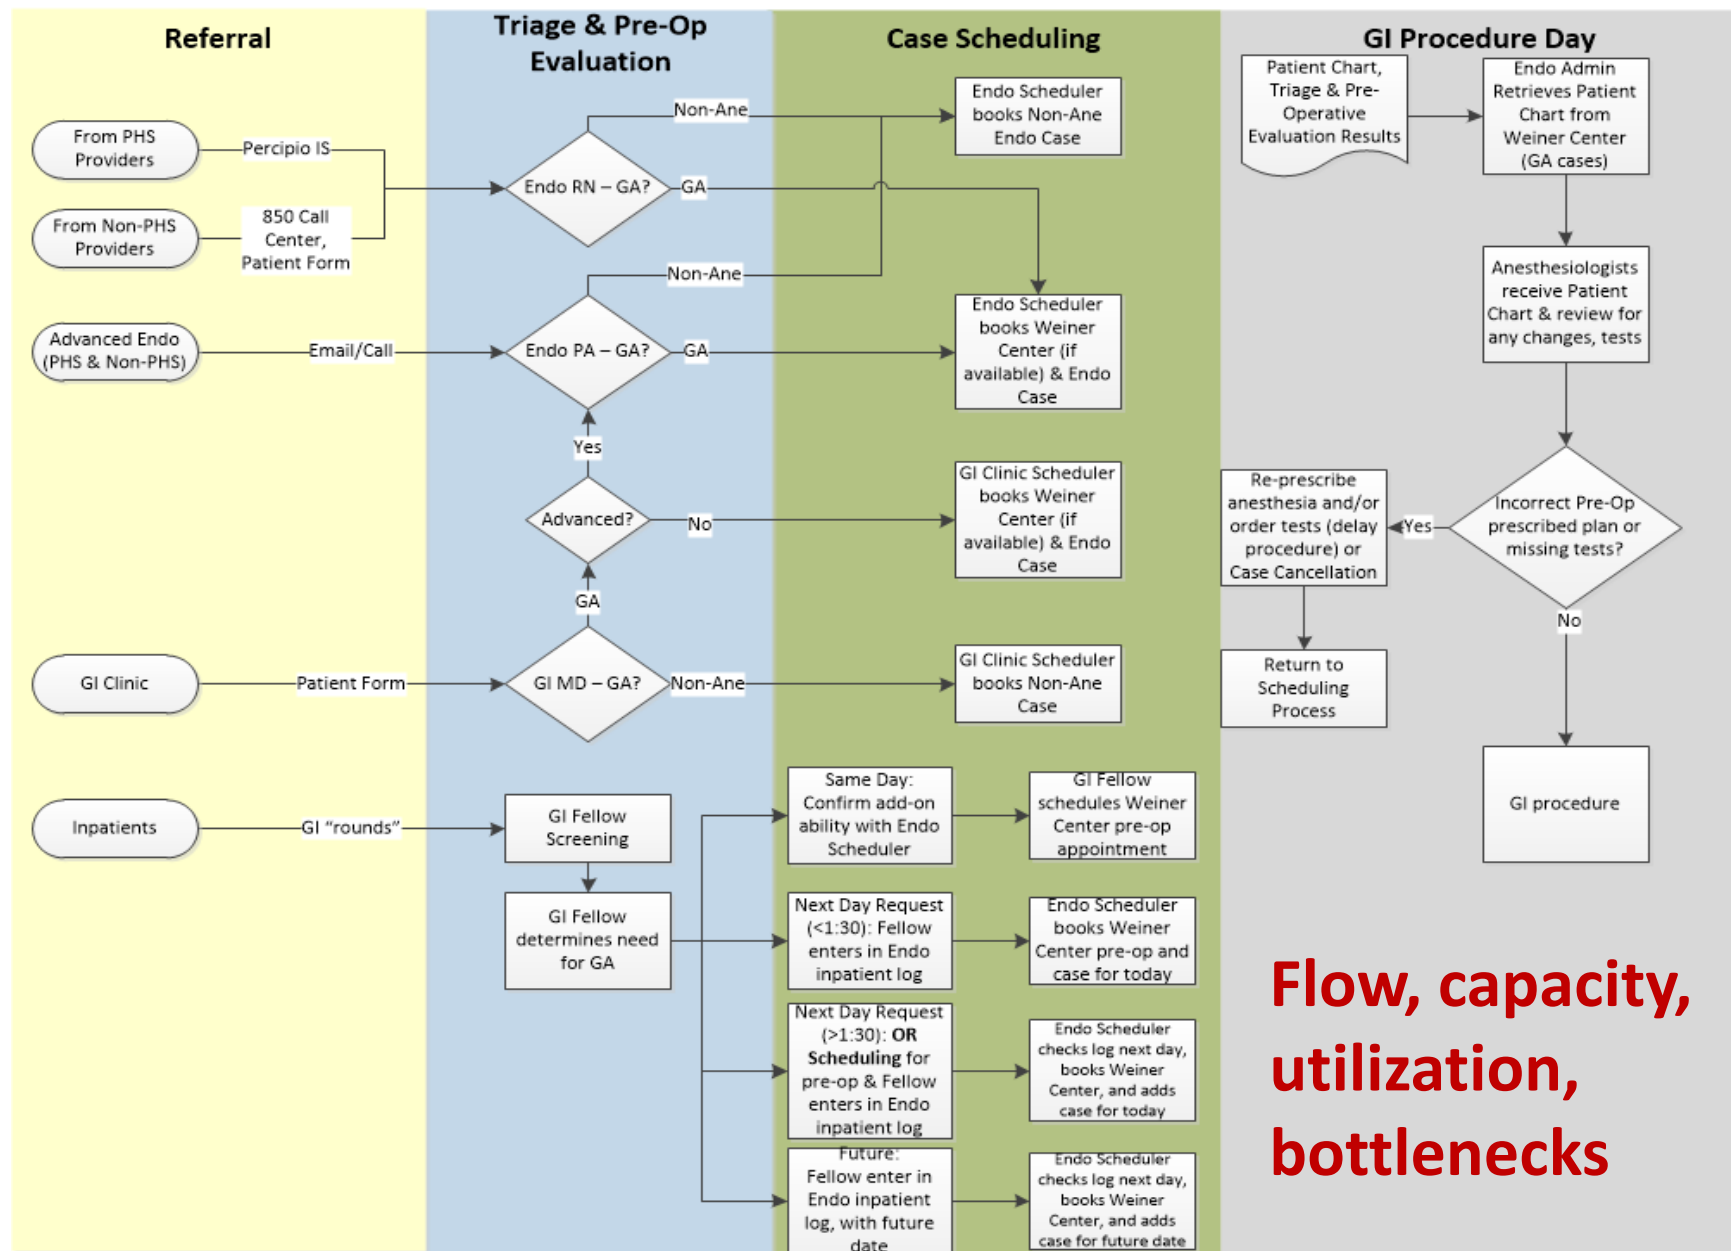 Referral
Triage & Pre-Op
Evaluation
Case Scheduling
GI Procedure Day
From PHS
Providers
Percipio IS
From Non-PHS
Providers
850 Call
Center,
Patient Form
Advanced Endo
(PHS & Non-PHS)
Email/Call
GI Clinic
Patient Form
Inpatients
GI “rounds”
Non-Ane
Endo RN – GA?
GA
Non-Ane
Endo PA – GA?
GA
Yes
Advanced?
No
GA
GI MD – GA?
Non-Ane
GI Fellow
Screening
GI Fellow
determines need
for GA
Endo Scheduler
books Non-Ane
Endo Case
Endo Scheduler
books Weiner
Center (if
available) & Endo
Case
GI Clinic Scheduler
books Weiner
Center (if
available) & Endo
Case
GI Clinic Scheduler
books Non-Ane
Case
Same Day:
Confirm add-on
ability with Endo
Scheduler
GI Fellow
schedules Weiner
Center pre-op
appointment
Next Day Request
(<1:30): Fellow
enters in Endo
inpatient log
Endo Scheduler
books Weiner
Center pre-op and
case for today
Next Day Request
(>1:30): OR
Scheduling for
pre-op & Fellow
enters in Endo
inpatient log
Endo Scheduler
checks log next day,
books Weiner
Center, and adds
case for today
Future:
Fellow enter in
Endo inpatient
log, with future
date
Endo Scheduler
checks log next day,
books Weiner
Center, and adds
case for future date
Patient Chart,
Triage & Pre-
Operative
Evaluation Results
Endo Admin
Retrieves Patient
Chart from
Weiner Center
(GA cases)
Anesthesiologists
receive Patient
Chart & review for
any changes, tests
Incorrect Pre-Op
prescribed plan or
missing tests?
Yes
Re-prescribe
anesthesia and/or
order tests (delay
procedure) or
Case Cancellation
Return to
Scheduling
Process
No
GI procedure
Flow, capacity,
utilization,
bottlenecks